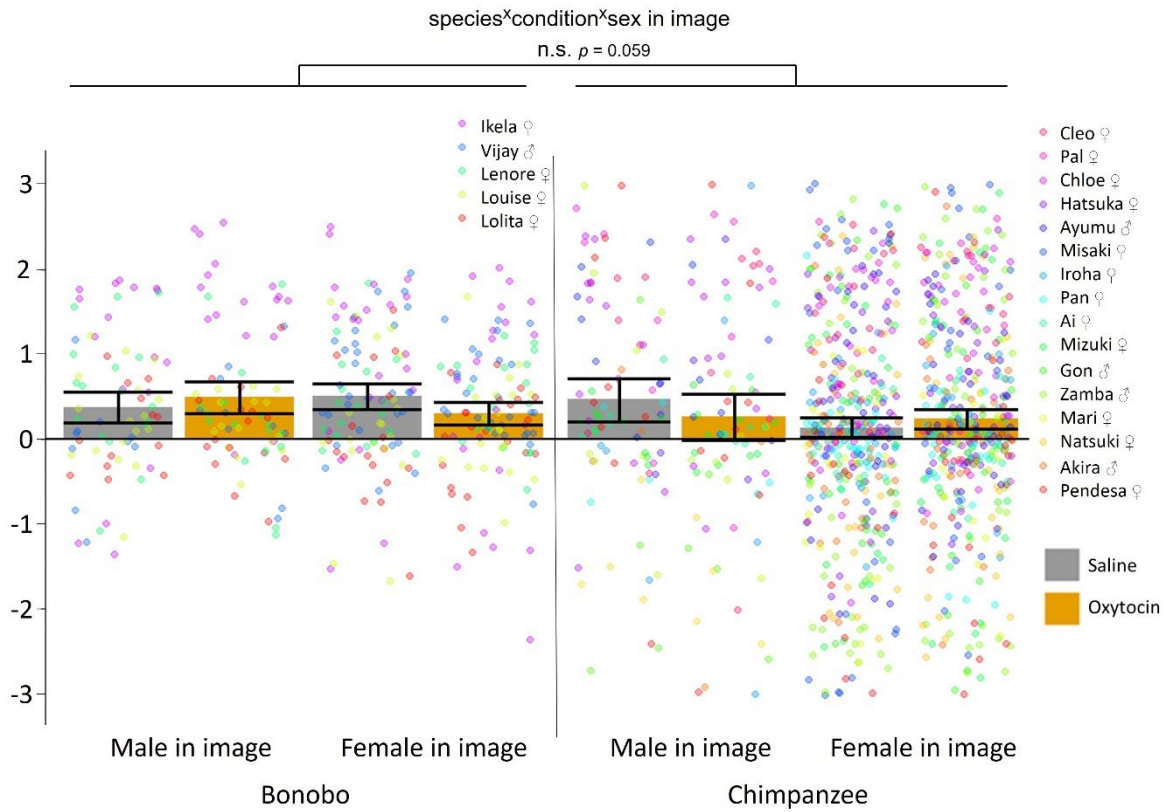 species×condition×sex in image
n.s. p = 0.059
Ikela ♀
Vijay ♂
Lenore ♀
Louise ♀
Lolita ♀
Cleo ♀
Pal ♀
Chloe ♀
Hatsuka ♀
Ayumu ♂
Misaki ♀
Iroha ♀
Pan ♀
Ai ♀
Mizuki ♀
Gon ♂
Zamba ♂
Mari ♀
Natsuki ♀
Akira ♂
Pendesa ♀
Saline
Oxytocin
3
2
1
0
-1
-2
-3
Male in image
Female in image
Male in image
Female in image
Bonobo
Chimpanzee